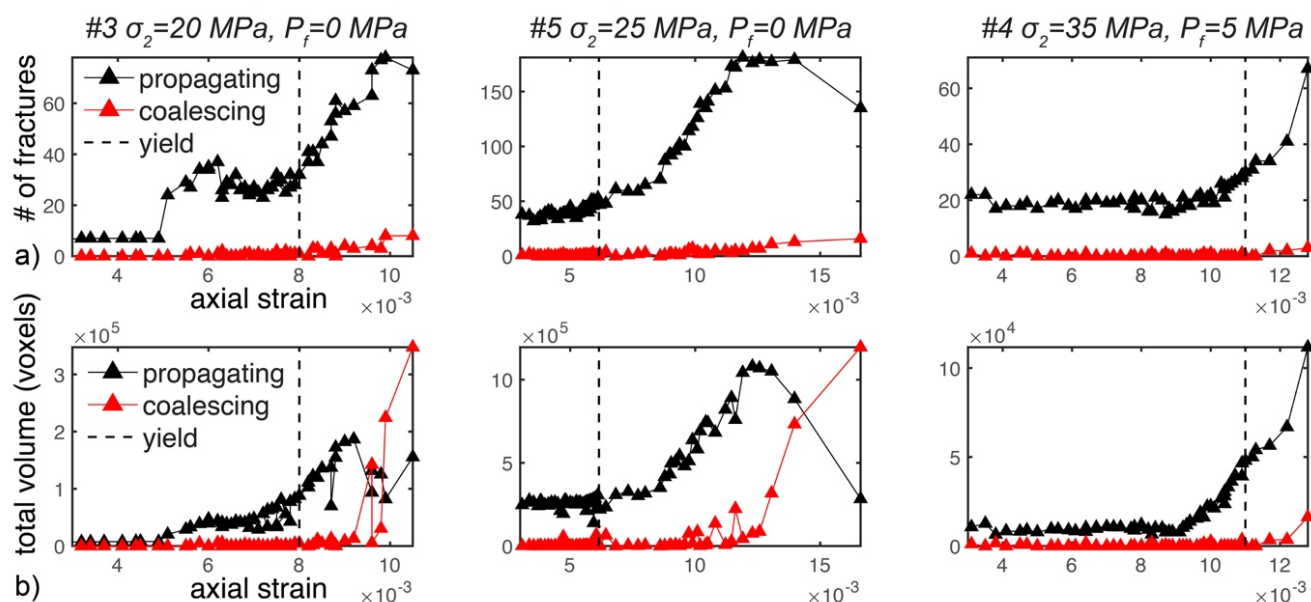 a)
#3 σ2=20 MPa, Pf=0 MPa
#5 σ2=25 MPa, Pf=0 MPa
#4 σ2=35 MPa, Pf=5 MPa
# of fractures
80
60
40
20
0
propagating
coalescing
yield
4 6 8 10
axial strain
×10-3
150
100
50
0
5 10 15
×10-3
60
40
20
0
4 6 8 10 12
×10-3
b)
total volume (voxels)
×105
3
2
1
0
propagating
coalescing
yield
4 6 8 10
axial strain
×10-3
×105
10
5
0
5 10 15
×10-3
×104
10
5
0
4 6 8 10 12
×10-3